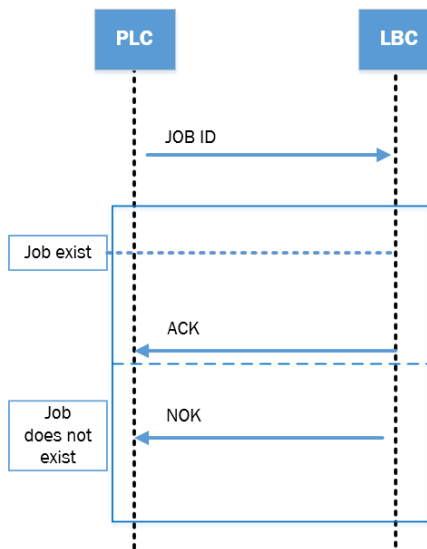 PLC
LBC
JOB ID
Job exist
ACK
Job
does not
exist
NOK